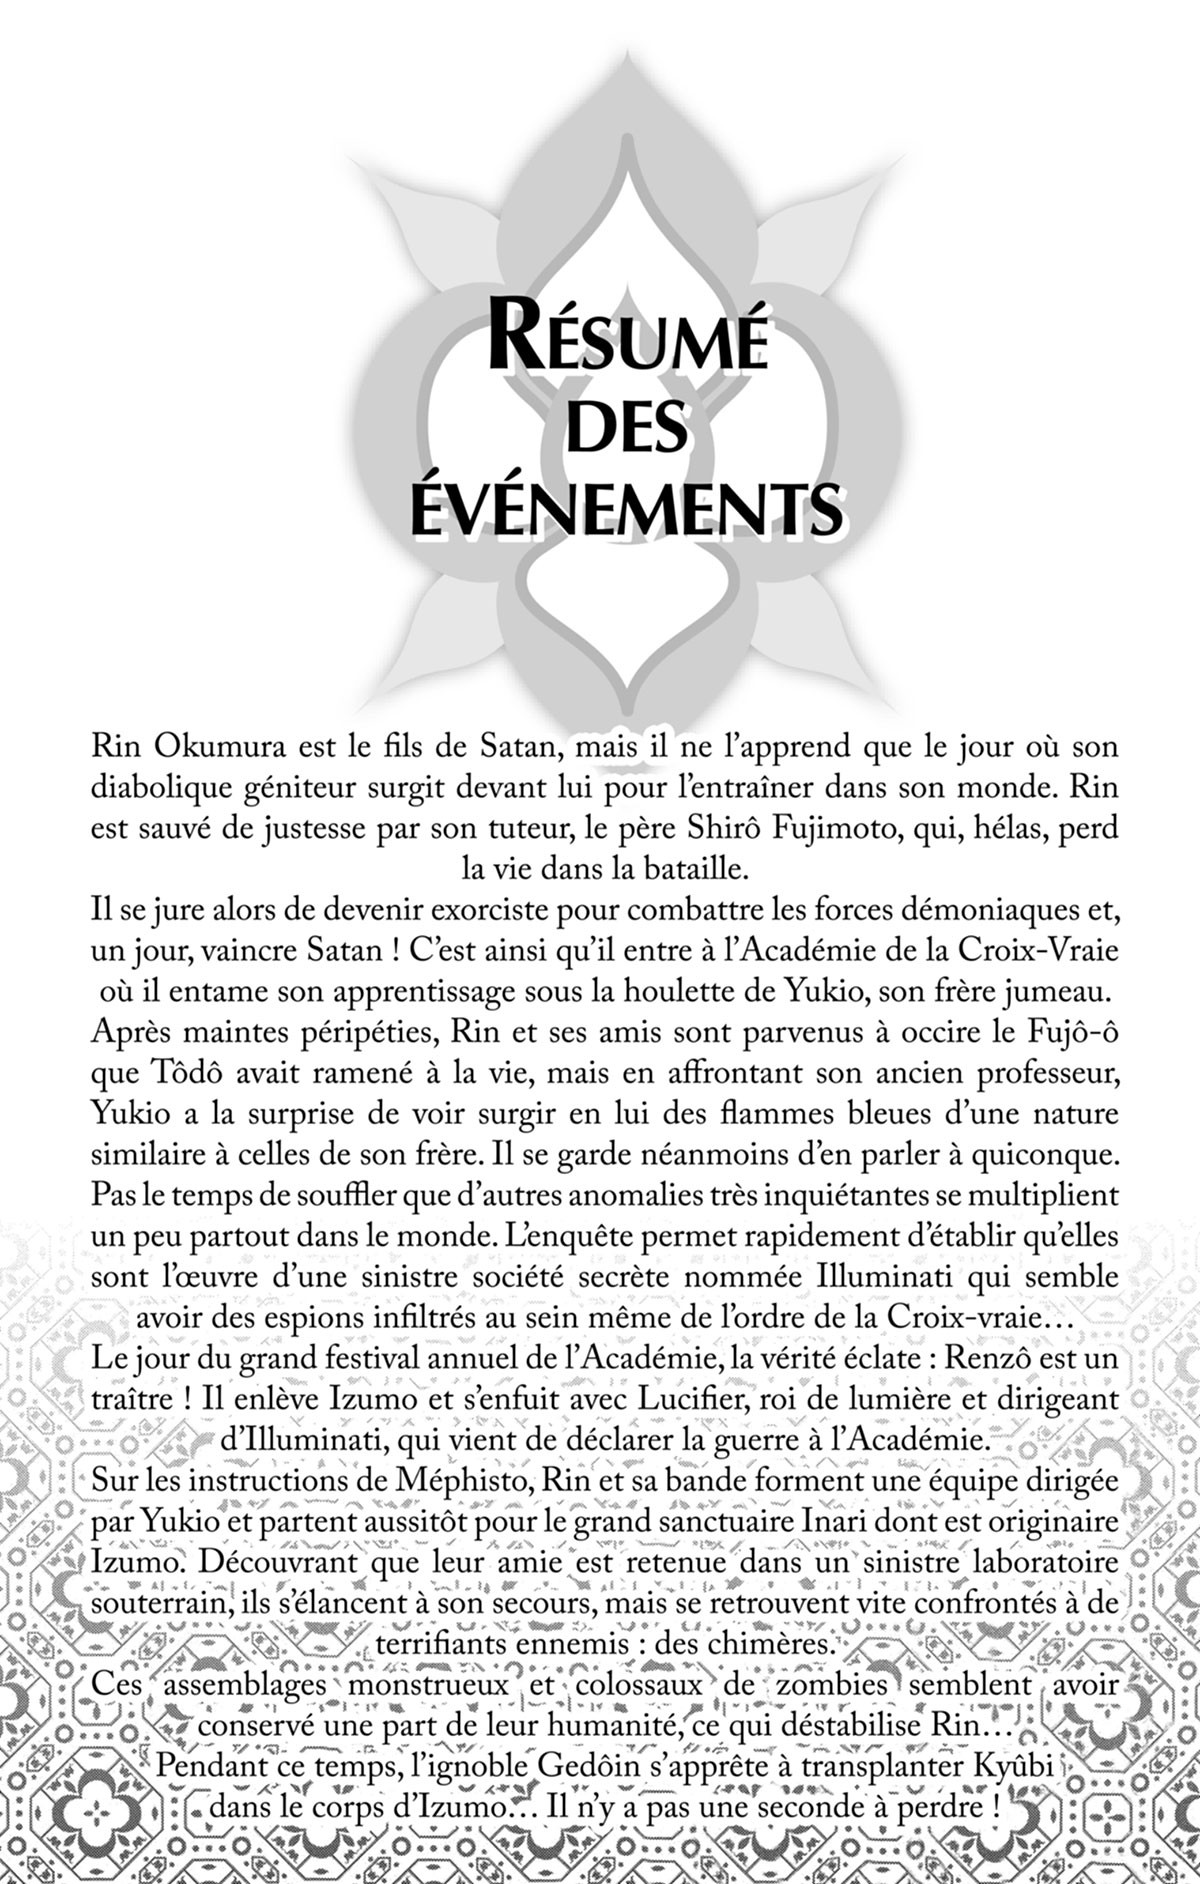 RÉSUMÉ
DES
ÉVÉNEMENTS
Rin Okumura est le fils de Satan, mais il ne l’apprend que le jour où son
diabolique géniteur surgit devant lui pour l’entraîner dans son monde. Rin
est sauvé de justesse par son tuteur, le père Shirô Fujimoto, qui, hélas, perd
la vie dans la bataille.
Il se jure alors de devenir exorciste pour combattre les forces démoniaques et,
un jour, vaincre Satan ! C’est ainsi qu’il entre à l’Académie de la Croix-Vraie
où il entame son apprentissage sous la houlette de Yukio, son frère jumeau.
Après maintes péripéties, Rin et ses amis sont parvenus à occire le Fujô-ô
que Tôdô avait ramené à la vie, mais en affrontant son ancien professeur,
Yukio a la surprise de voir surgir en lui des flammes bleues d’une nature
similaire à celles de son frère. Il se garde néanmoins d’en parler à quiconque.
Pas le temps de souffler que d’autres anomalies très inquiétantes se multiplient
un peu partout dans le monde. L’enquête permet rapidement d’établir qu’elles
sont l’œuvre d’une sinistre société secrète nommée Illuminati qui semble
avoir des espions infiltrés au sein même de l’ordre de la Croix-vraie…
Le jour du grand festival annuel de l’Académie, la vérité éclate : Renzô est un
traître ! Il enlève Izumo et s’enfuit avec Lucifier, roi de lumière et dirigeant
d’Illuminati, qui vient de déclarer la guerre à l’Académie.
Sur les instructions de Méphisto, Rin et sa bande forment une équipe dirigée
par Yukio et partent aussitôt pour le grand sanctuaire Inari dont est originaire
Izumo. Découvrant que leur amie est retenue dans un sinistre laboratoire
souterrain, ils s’élancent à son secours, mais se retrouvent vite confrontés à de
terrifiants ennemis : des chimères.
Ces assemblages monstrueux et colossaux de zombies semblent avoir
conservé une part de leur humanité, ce qui déstabilise Rin…
Pendant ce temps, l’ignoble Gedôin s’apprête à transplanter Kyûbi
dans le corps d’Izumo… Il n’y a pas une seconde à perdre !